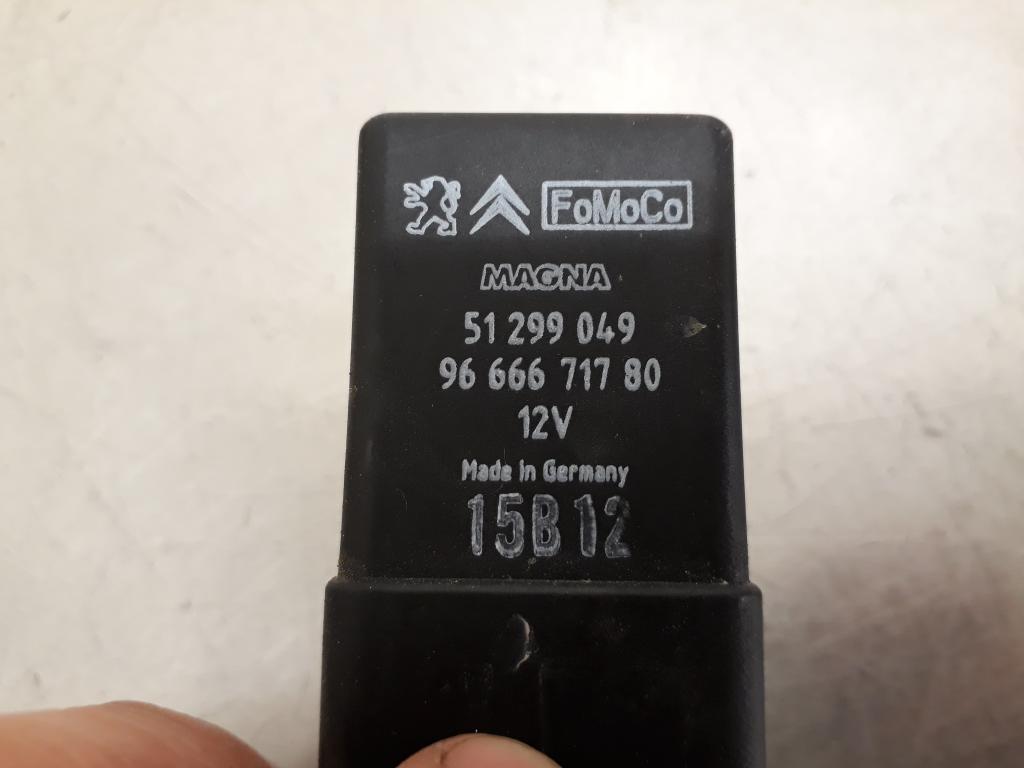 FoMoCo
MAGNA
51 299 049
96 666 717 80
12V
Made in Germany
15B12